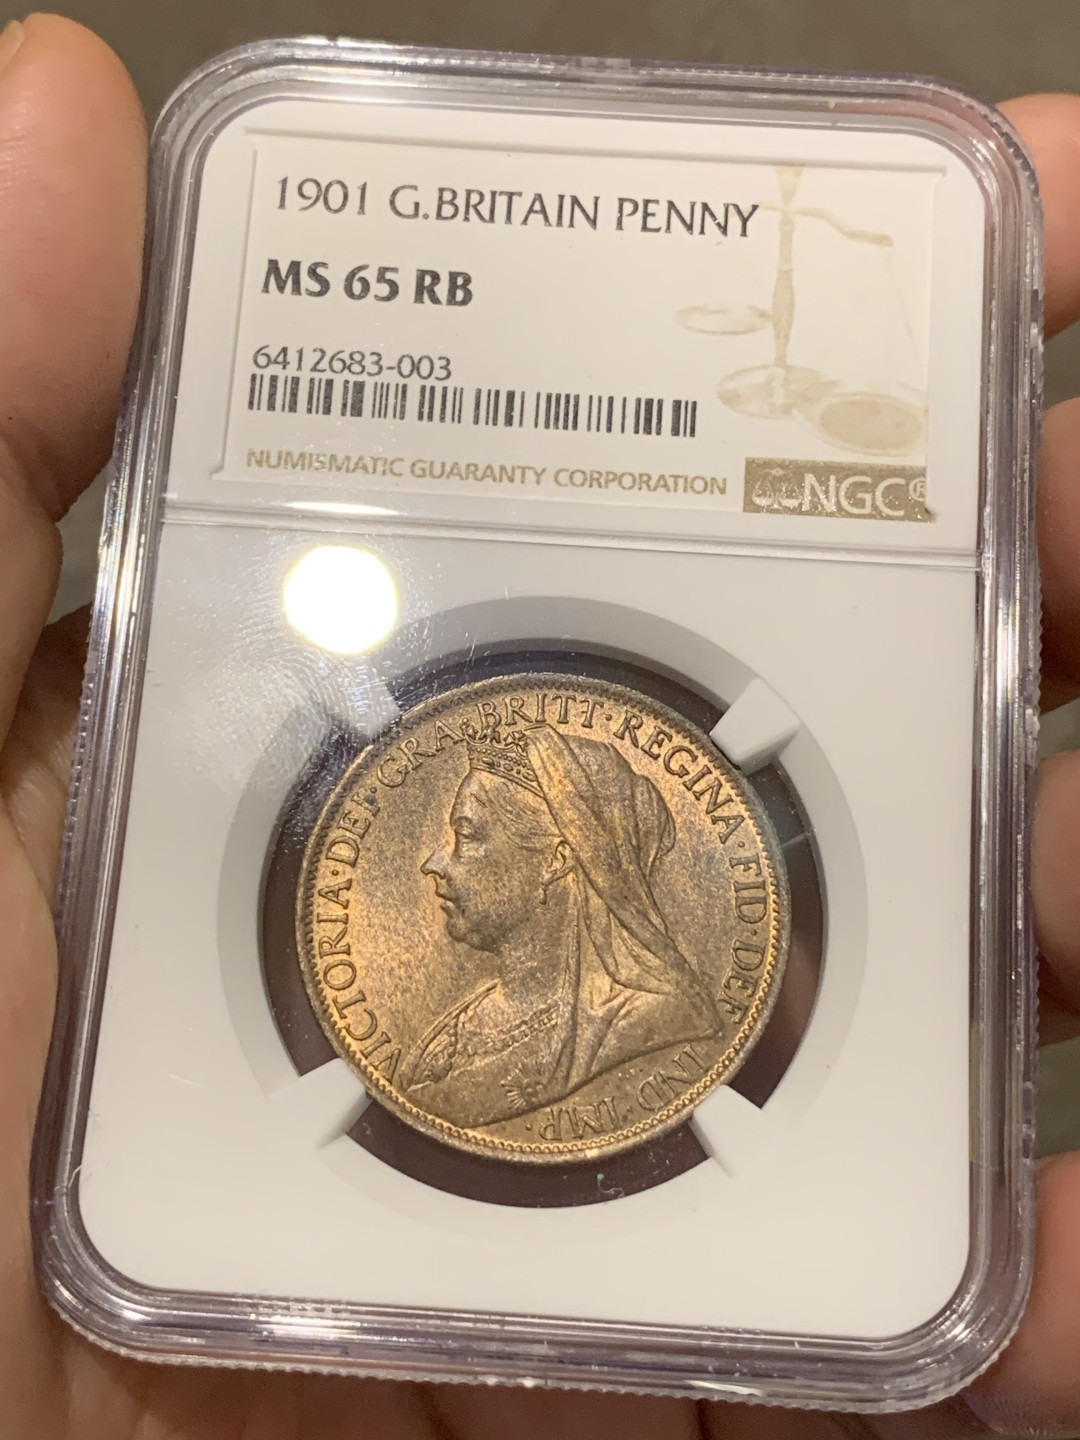 1901 G.BRITAIN PENNY
MS 65 RB
6412683-003
NUMISMATIC GUARANTY CORPORATION
NGC®
VICTORIA·DEI·GRA·BRITT·REGINA·FID·DEF·IND·IMP·